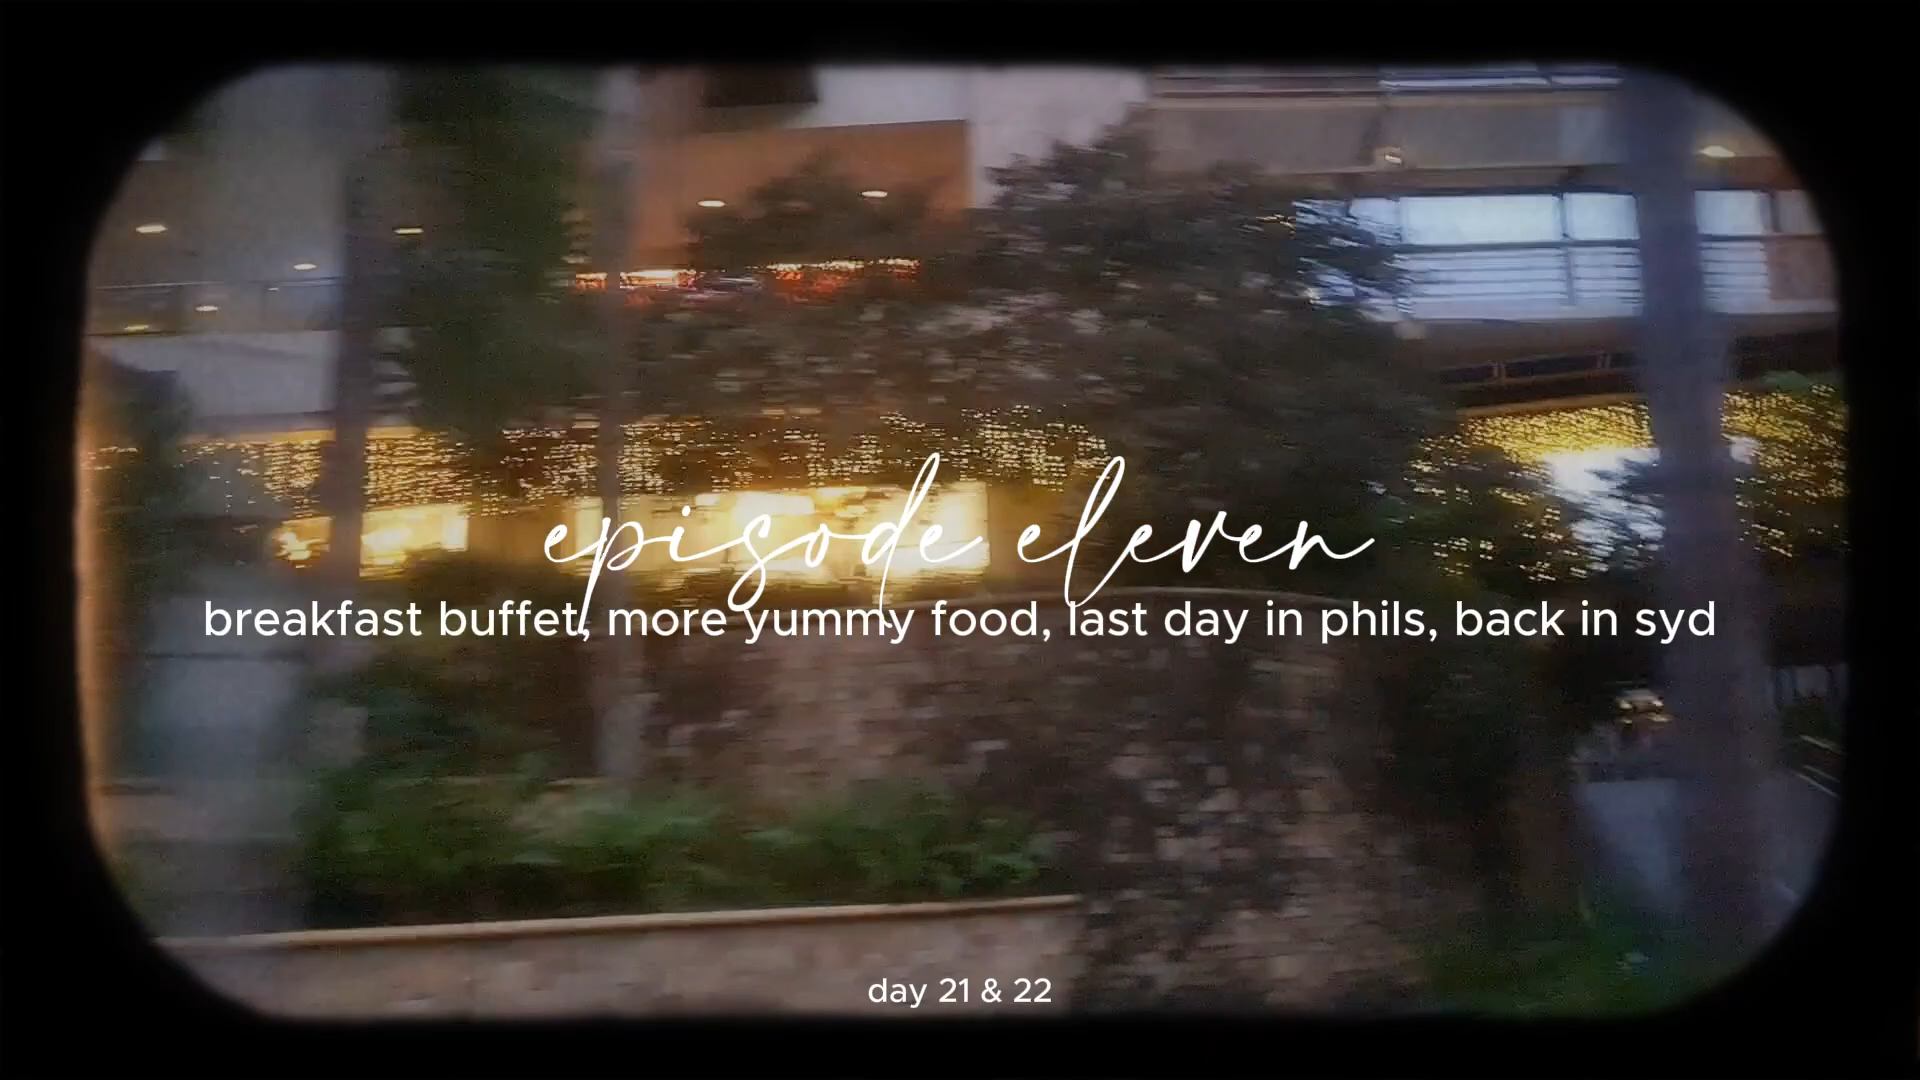 episode eleven
breakfast buffet, more yummy food, last day in phils, back in syd
day 21 & 22